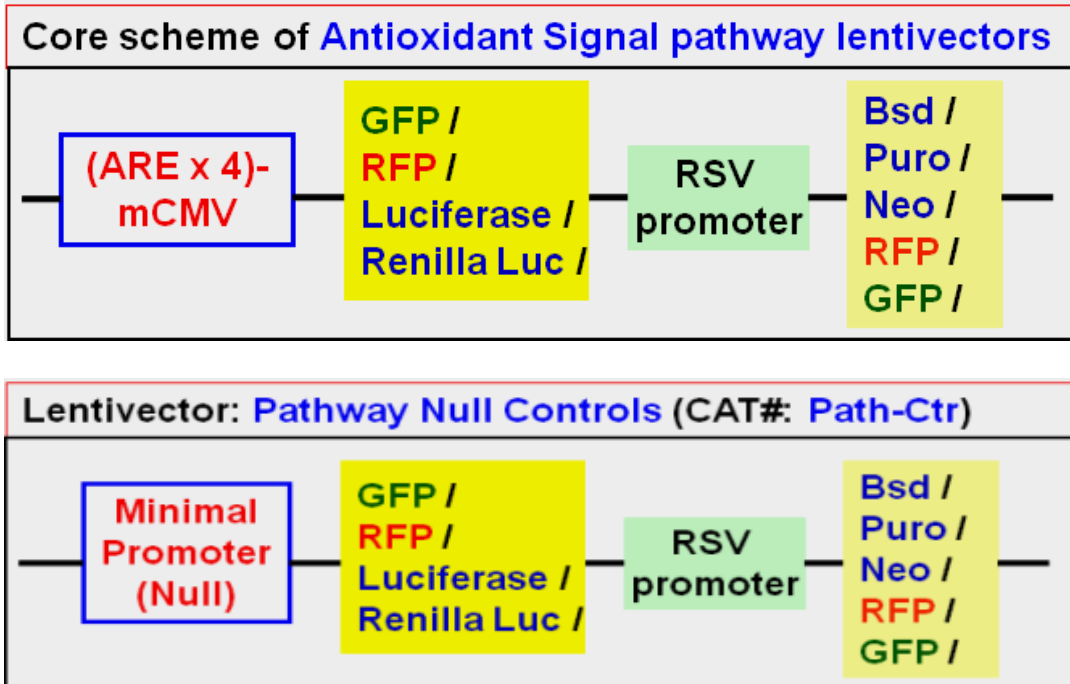 Core scheme of Antioxidant Signal pathway lentivectors
(ARE x 4)-
mCMV
GFP /
RFP /
Luciferase /
Renilla Luc /
RSV
promoter
Bsd /
Puro /
Neo /
RFP /
GFP /
Lentivector: Pathway Null Controls (CAT#: Path-Ctr)
Minimal
Promoter
(Null)
GFP /
RFP /
Luciferase /
Renilla Luc /
RSV
promoter
Bsd /
Puro /
Neo /
RFP /
GFP /